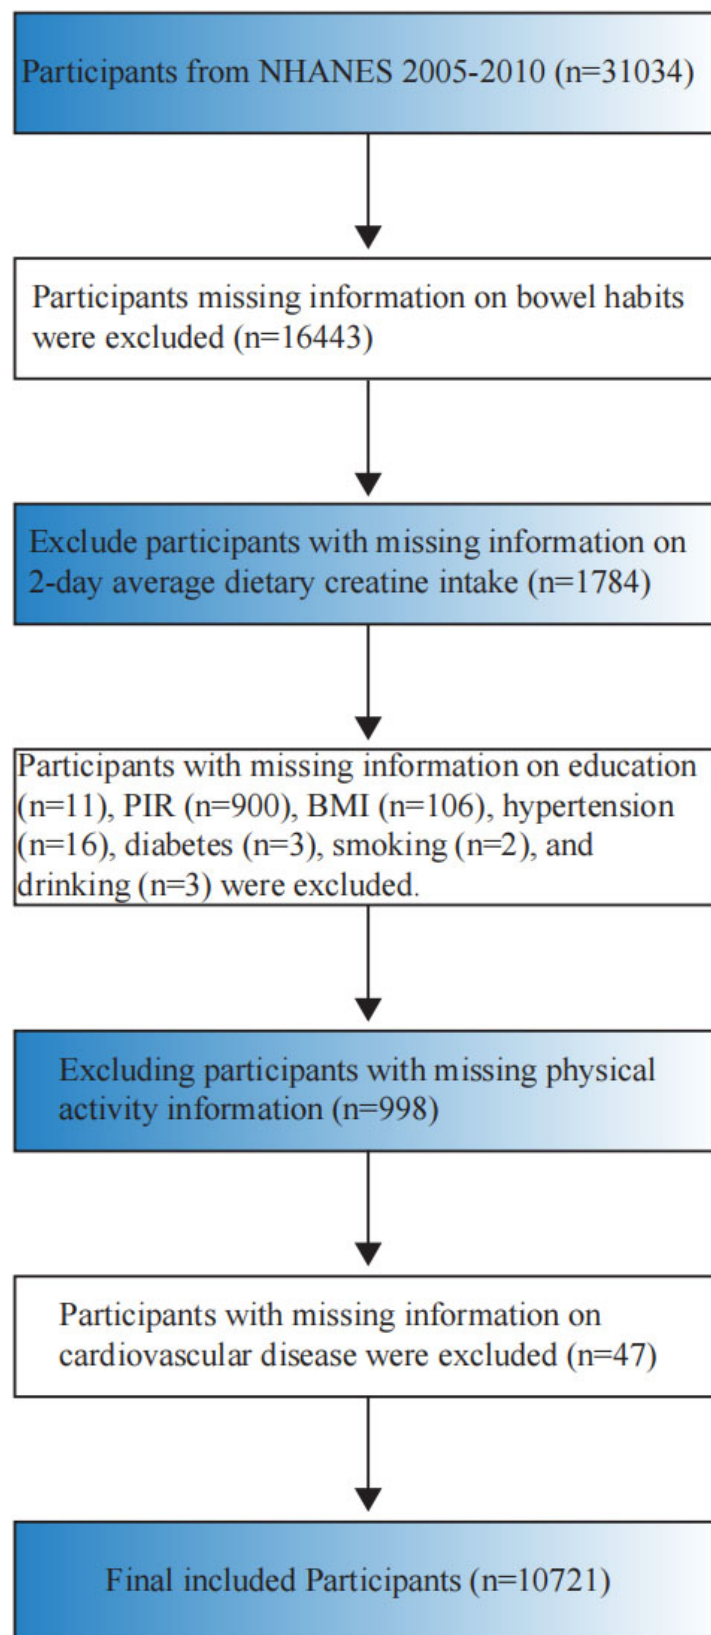 Participants from NHANES 2005-2010 (n=31034)
Participants missing information on bowel habits
were excluded (n=16443)
Exclude participants with missing information on
2-day average dietary creatine intake (n=1784)
Participants with missing information on education
(n=11), PIR (n=900), BMI (n=106), hypertension
(n=16), diabetes (n=3), smoking (n=2), and
drinking (n=3) were excluded.
Excluding participants with missing physical
activity information (n=998)
Participants with missing information on
cardiovascular disease were excluded (n=47)
Final included Participants (n=10721)